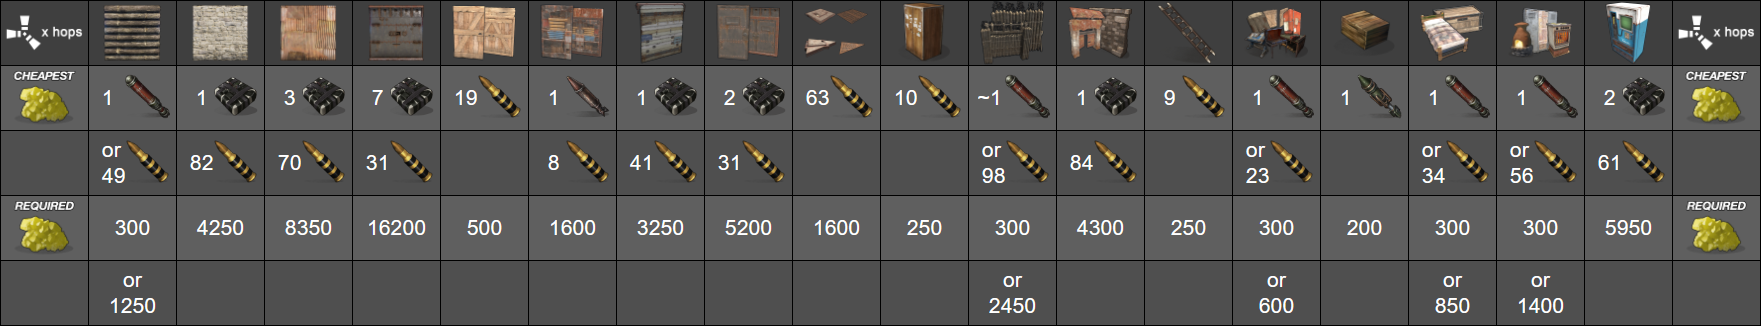 x hops x hops
CHEAPEST 1 1 3 7 19 1 1 2 63 10 ~1 1 9 1 1 1 1 2 CHEAPEST
or or or or or
49 82 70 31 8 41 31 98 84 23 34 56 61
REQUIRED 300 4250 8350 16200 500 1600 3250 5200 1600 250 300 4300 250 300 200 300 300 5950 REQUIRED
or or or or or
1250 2450 600 850 1400